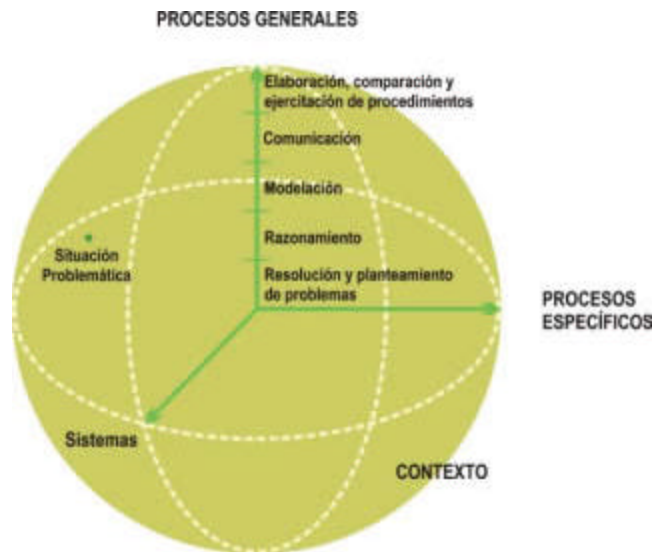 PROCESOS GENERALES
Elaboración, comparación y
ejercitación de procedimientos
Comunicación
Modelación
Razonamiento
Situación
Problemática
Resolución y planteamiento
de problemas
PROCESOS
ESPECÍFICOS
Sistemas
CONTEXTO